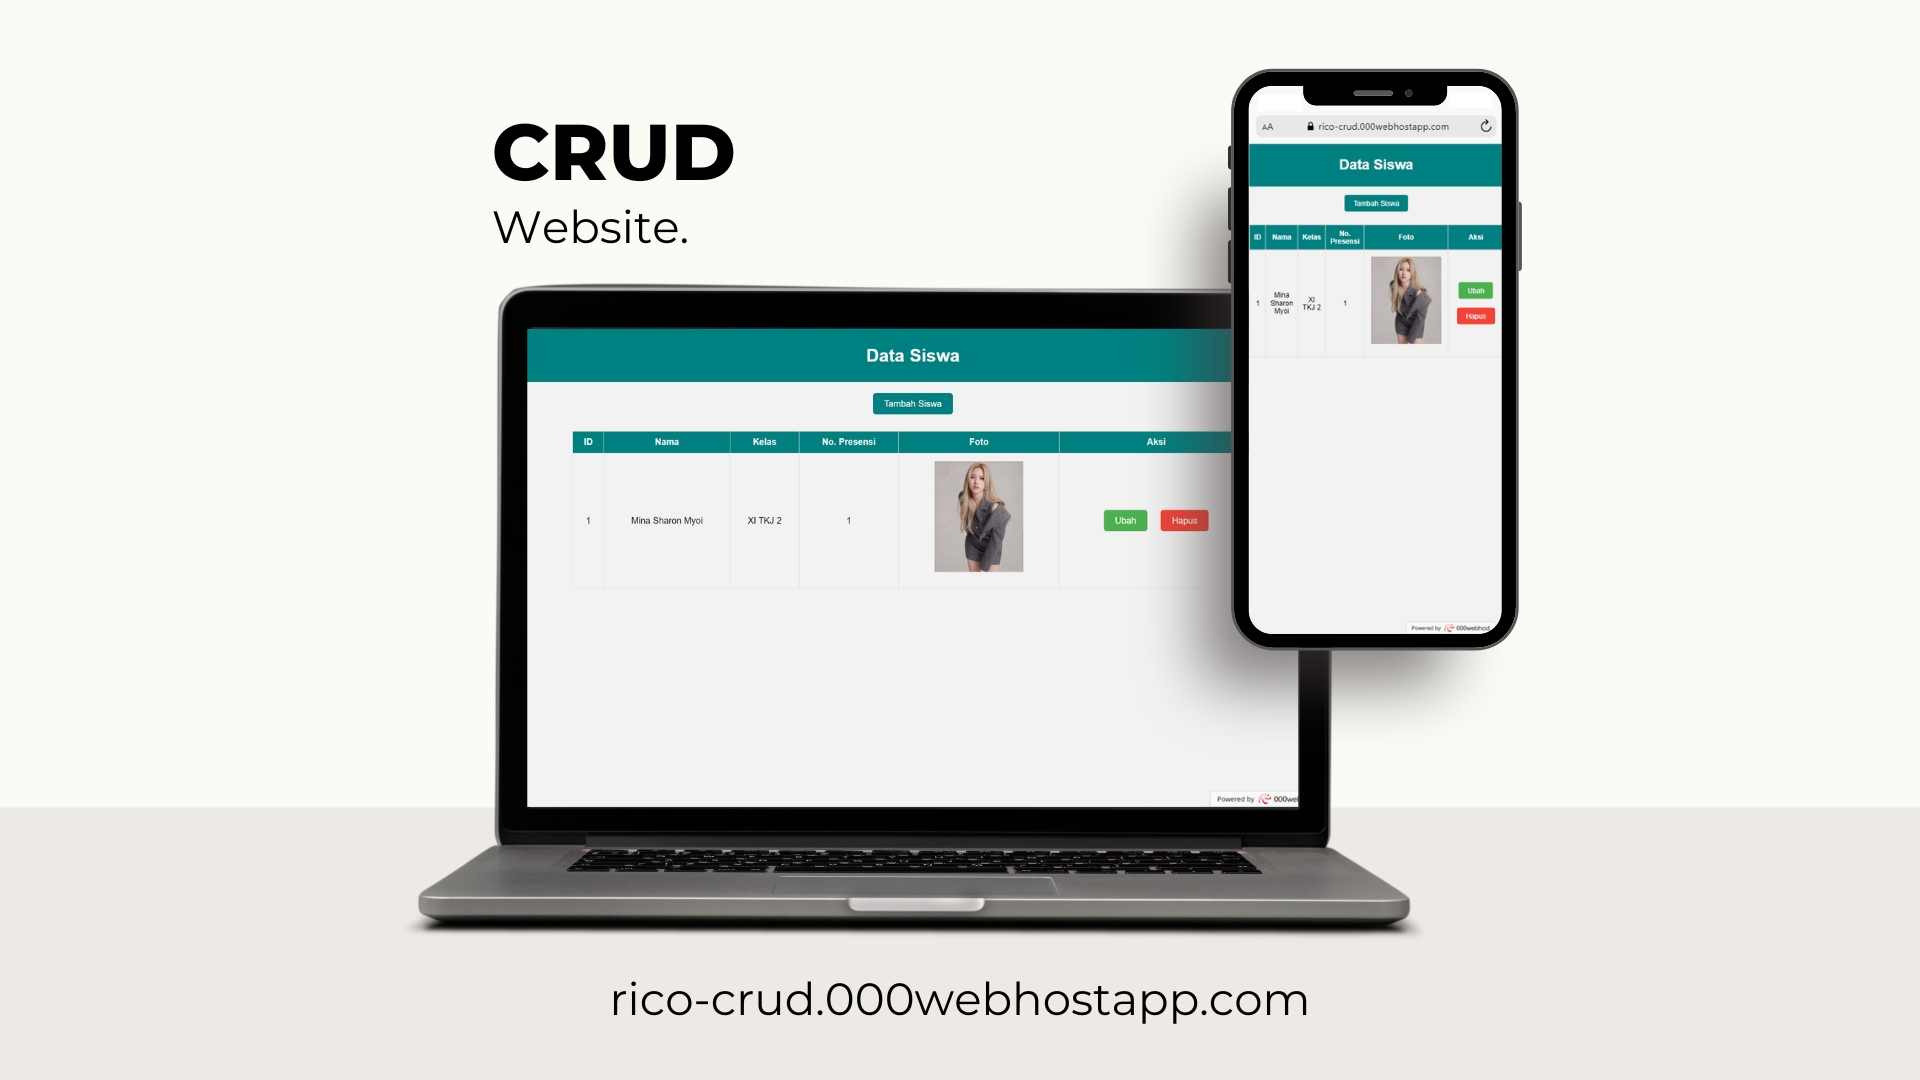 CRUD
Website.
AA rico-crud.000webhostapp.com
Data Siswa
Tambah Siswa
ID Nama Kelas No. Presensi Foto Aksi
1 Mina Sharon Myoi XI TKJ 2 1 Ubah Hapus
Powered by 000webhost
Data Siswa
Tambah Siswa
ID Nama Kelas No. Presensi Foto Aksi
1 Mina Sharon Myoi XI TKJ 2 1 Ubah Hapus
Powered by 000we
rico-crud.000webhostapp.com